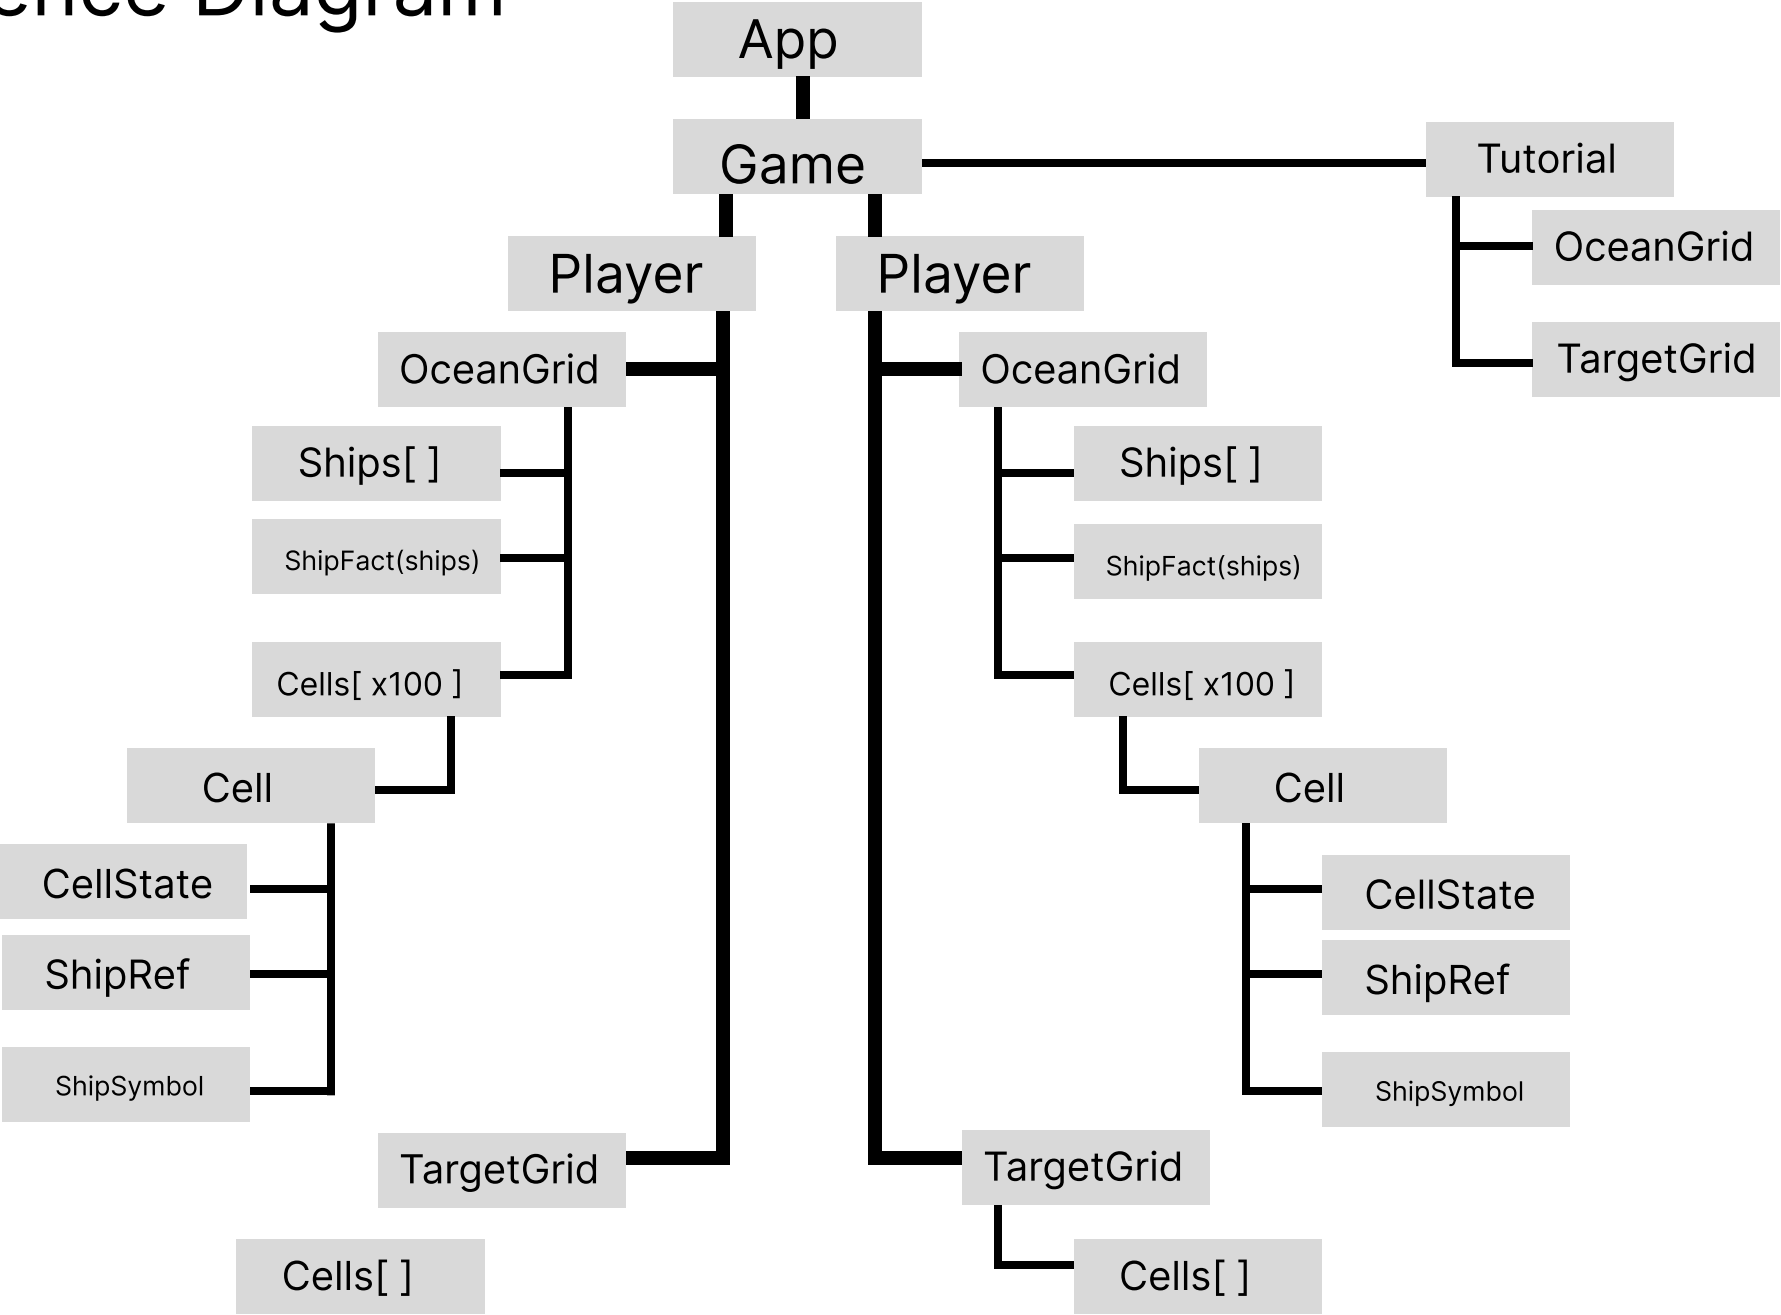 Diagram
App
Game
Tutorial
OceanGrid
TargetGrid
Player
Player
OceanGrid
OceanGrid
Ships[ ]
Ships[ ]
ShipFact(ships)
ShipFact(ships)
Cells[ x100 ]
Cells[ x100 ]
Cell
Cell
CellState
CellState
ShipRef
ShipRef
ShipSymbol
ShipSymbol
TargetGrid
TargetGrid
Cells[ ]
Cells[ ]